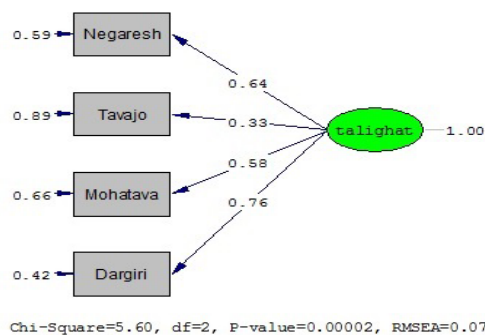 0.59 Negaresh
0.64
0.89 Tavajo
0.33
talighat 1.00
0.58
0.66 Mohatava
0.76
0.42 Dargiri
Chi-Square=5.60, df=2, P-value=0.00002, RMSEA=0.07